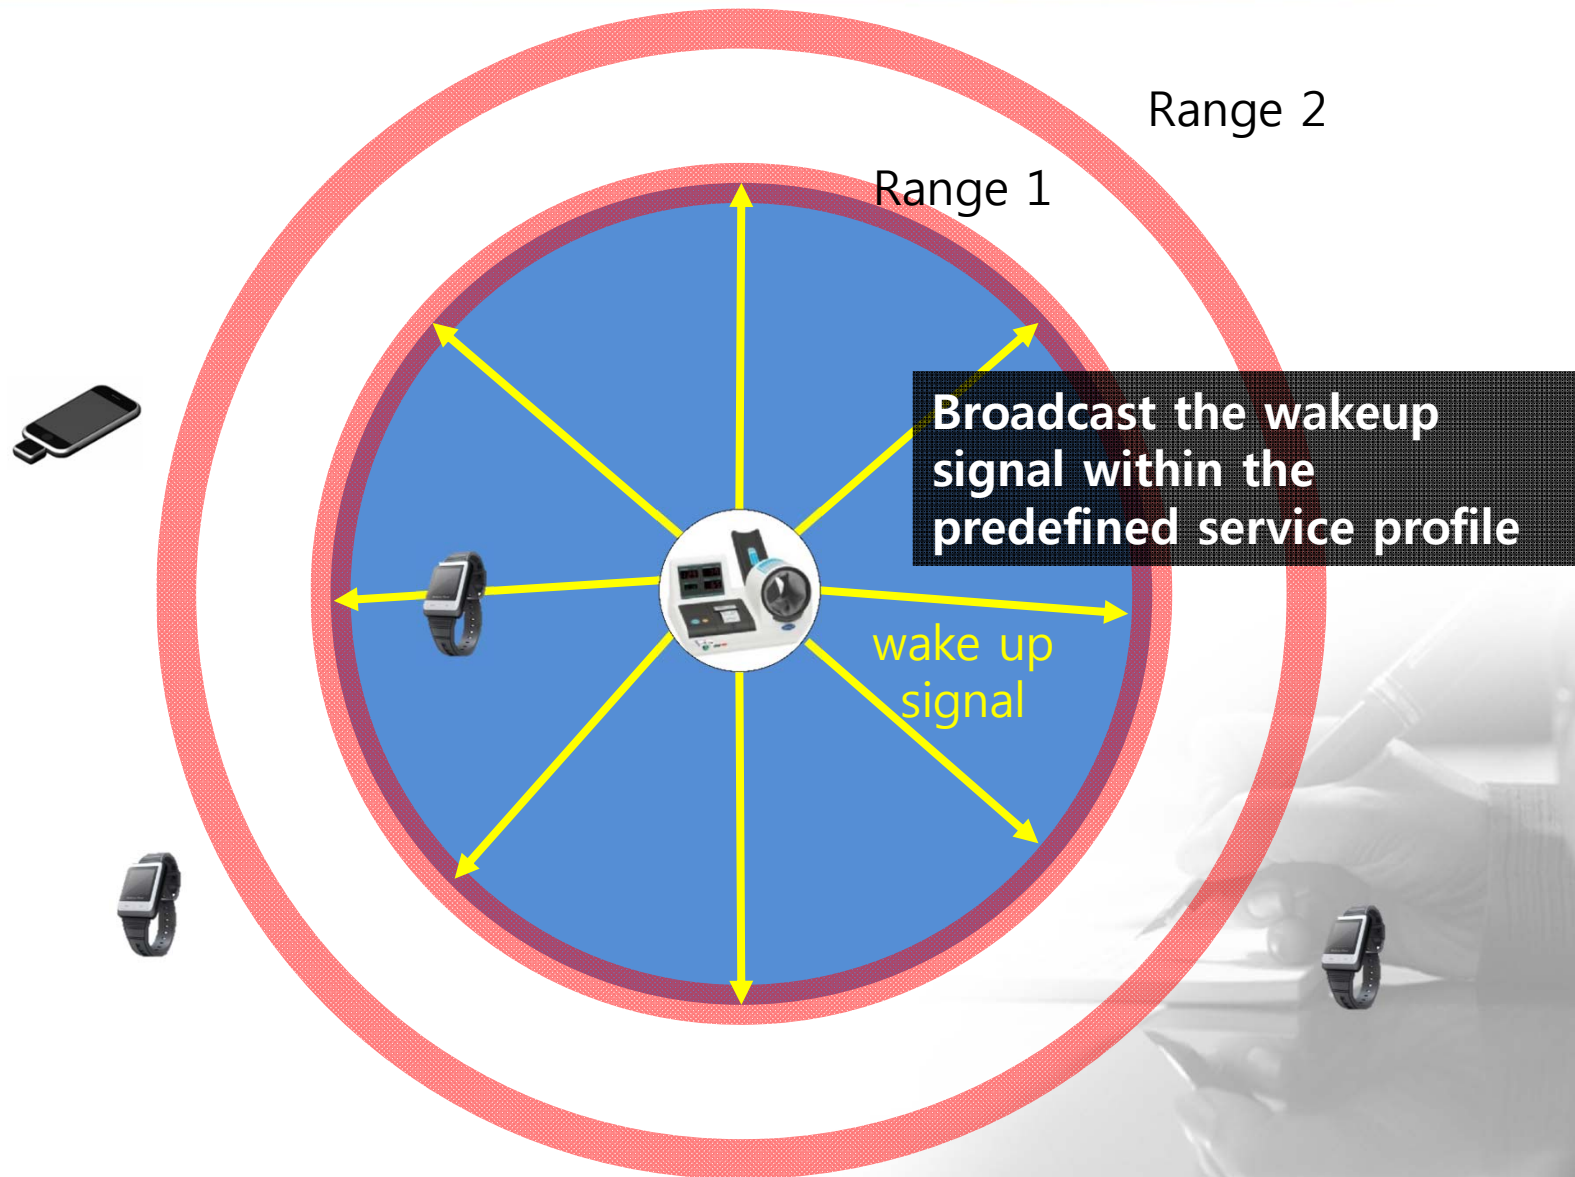 Range 2
Range 1
Broadcast the wakeup
signal within the
predefined service profile
wake up
signal